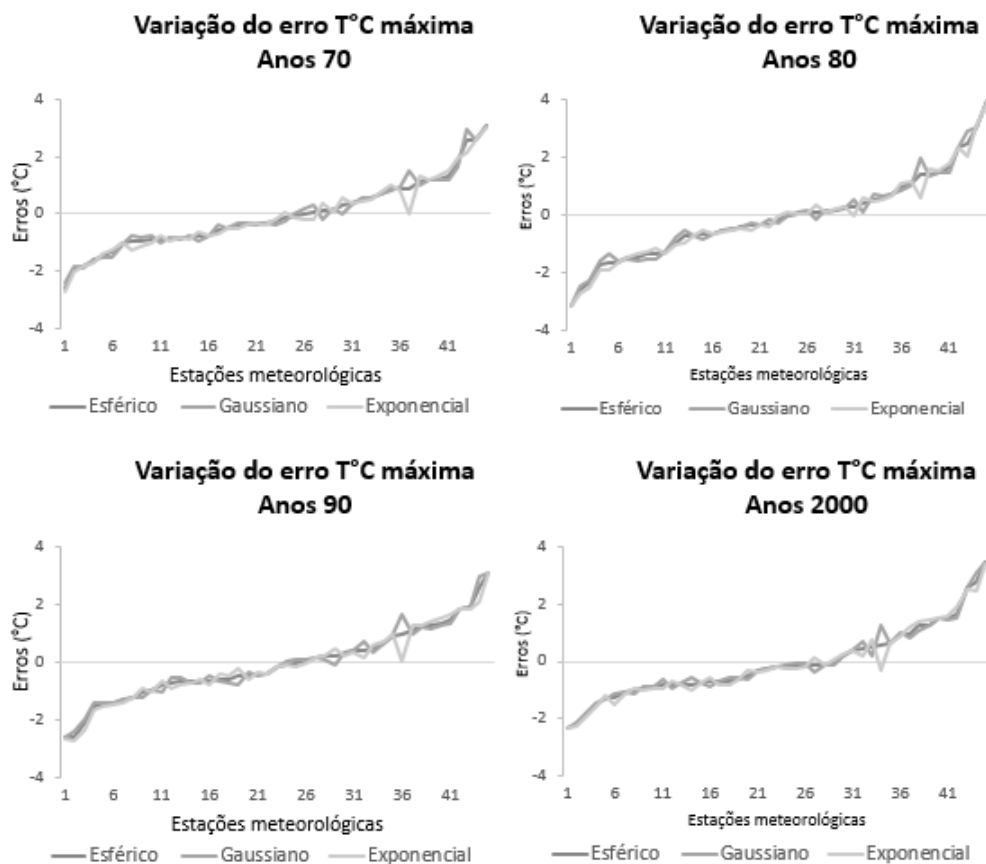 Variação do erro T°C máxima
Anos 70
4
2
0
-2
-4
Erros (°C)
1 6 11 16 21 26 31 36 41
Estações meteorológicas
Esférico Gaussiano Exponencial
Variação do erro T°C máxima
Anos 80
4
2
0
-2
-4
Erros (°C)
1 6 11 16 21 26 31 36 41
Estações meteorológicas
Esférico Gaussiano Exponencial
Variação do erro T°C máxima
Anos 90
4
2
0
-2
-4
Erros (°C)
1 6 11 16 21 26 31 36 41
Estações meteorológicas
Esférico Gaussiano Exponencial
Variação do erro T°C máxima
Anos 2000
4
2
0
-2
-4
Erros (°C)
1 6 11 16 21 26 31 36 41
Estações meteorológicas
Esférico Gaussiano Exponencial